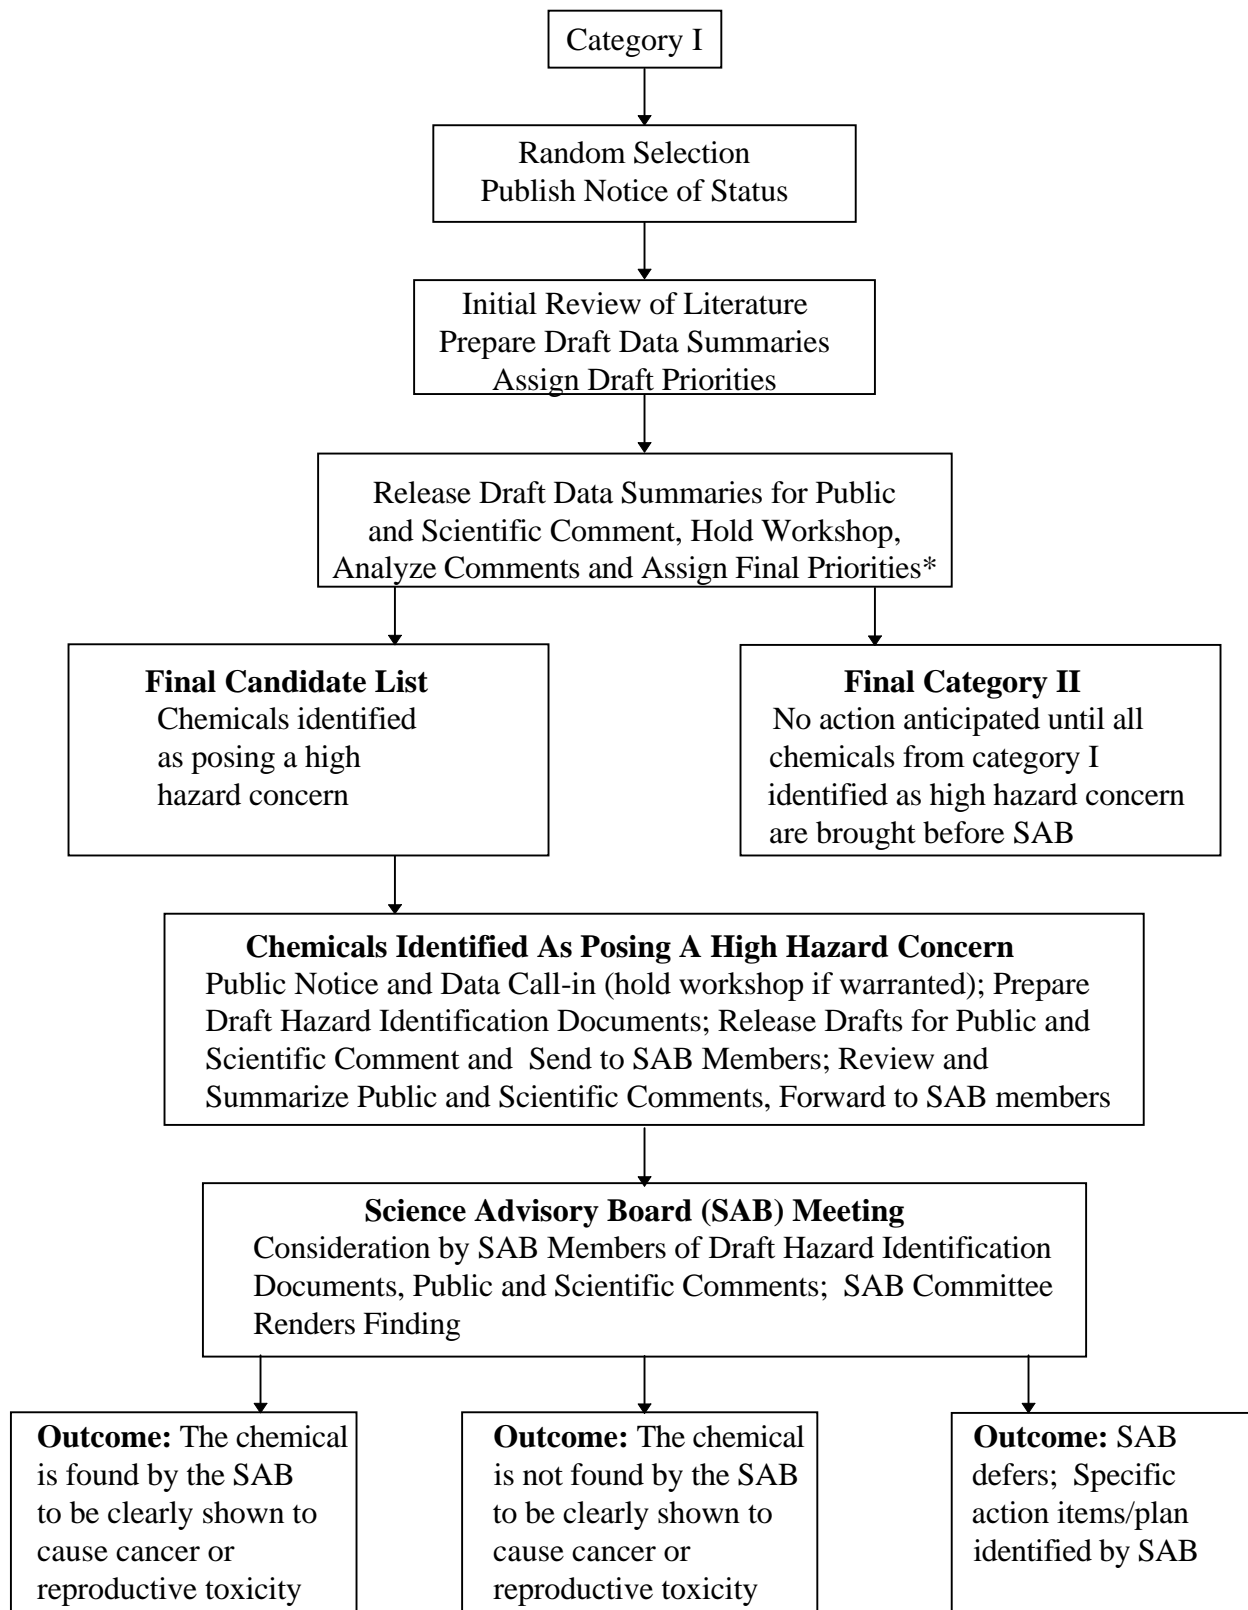 Category I
Random Selection
Publish Notice of Status
Initial Review of Literature
Prepare Draft Data Summaries
Assign Draft Priorities
Release Draft Data Summaries for Public
and Scientific Comment, Hold Workshop,
Analyze Comments and Assign Final Priorities*
Final Candidate List
Chemicals identified
as posing a high
hazard concern
Final Category II
No action anticipated until all
chemicals from category I
identified as high hazard concern
are brought before SAB
Chemicals Identified As Posing A High Hazard Concern
Public Notice and Data Call-in (hold workshop if warranted); Prepare
Draft Hazard Identification Documents; Release Drafts for Public and
Scientific Comment and Send to SAB Members; Review and
Summarize Public and Scientific Comments, Forward to SAB members
Science Advisory Board (SAB) Meeting
Consideration by SAB Members of Draft Hazard Identification
Documents, Public and Scientific Comments; SAB Committee
Renders Finding
Outcome: The chemical
is found by the SAB
to be clearly shown to
cause cancer or
reproductive toxicity
Outcome: The chemical
is not found by the SAB
to be clearly shown to
cause cancer or
reproductive toxicity
Outcome: SAB
defers; Specific
action items/plan
identified by SAB